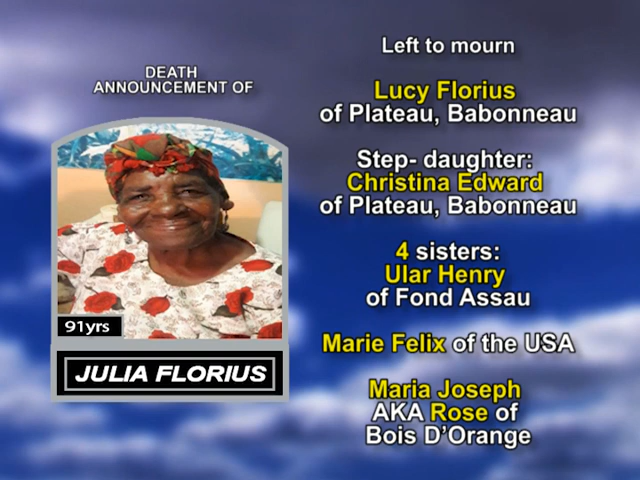 DEATH
ANNOUNCEMENT OF
91yrs
JULIA FLORIUS
Left to mourn
Lucy Florius
of Plateau, Babonneau
Step- daughter:
Christina Edward
of Plateau, Babonneau
4 sisters:
Ular Henry
of Fond Assau
Marie Felix of the USA
Maria Joseph
AKA Rose of
Bois D'Orange